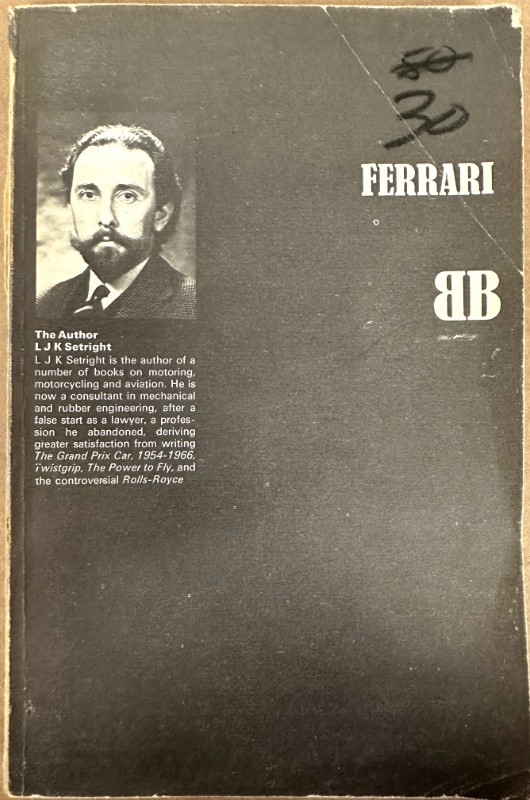 50
30
FERRARI
BB
The Author
L J K Setright
L J K Setright is the author of a
number of books on motoring,
motorcycling and aviation. He is
now a consultant in mechanical
and rubber engineering, after a
false start as a lawyer, a profes-
sion he abandoned, deriving
greater satisfaction from writing
The Grand Prix Car, 1954-1966,
Twistgrip, The Power to Fly, and
the controversial Rolls-Royce